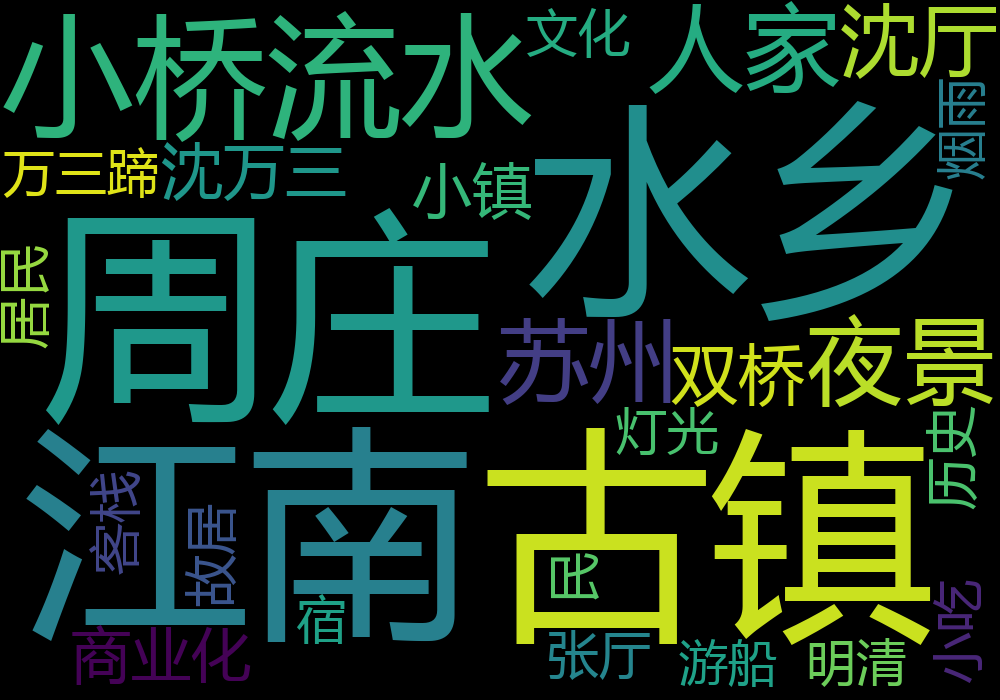 小桥流水
文化
人家
沈厅
烟雨
万三蹄
沈万三
小镇
水乡
周庄
居民
苏州
双桥
夜景
灯光
历史
江南
古镇
客栈
故居
民
宿
商业化
张厅
游船
明清
小吃